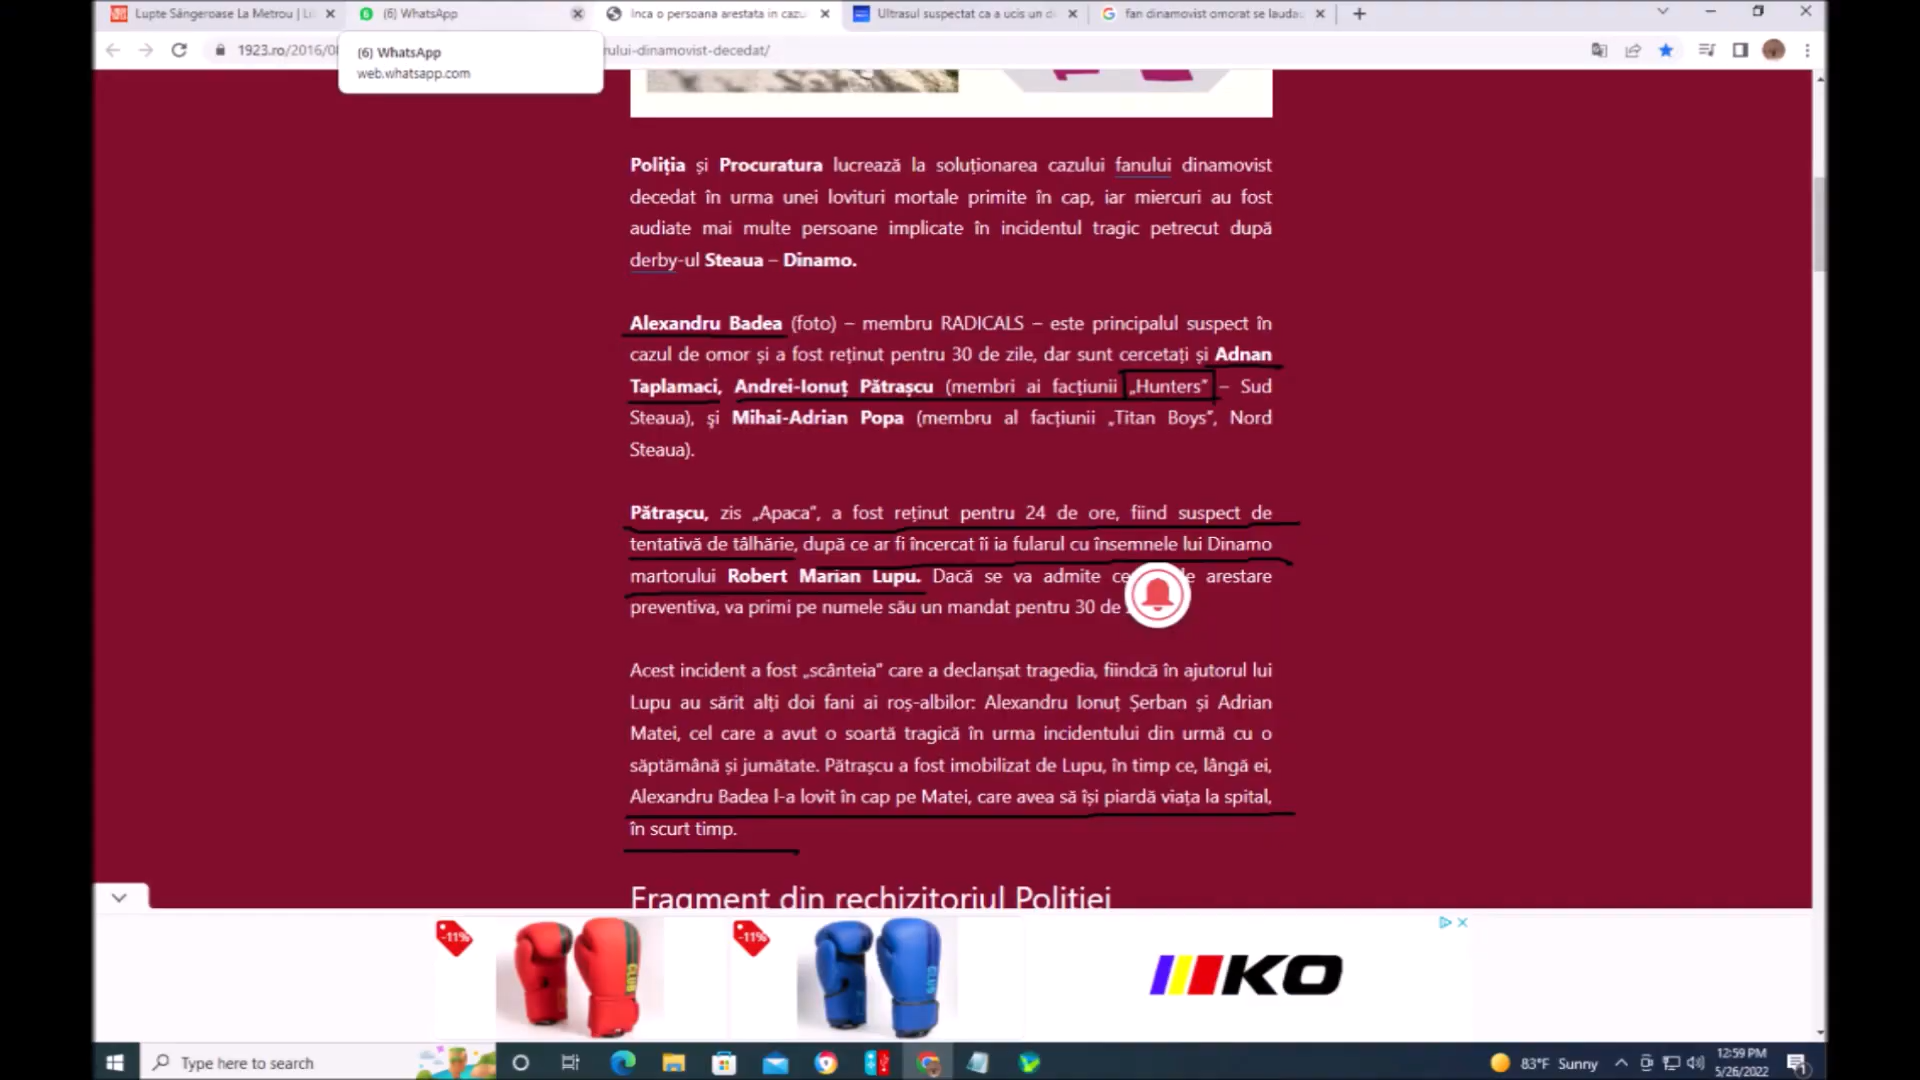 Lupte Sângeroase La Metrou | Li
(6) WhatsApp
Inca o persoana arestata in cazu
Ultrasul suspectat ca a ucis un d
fan dinamovist omorat se lauda
1923.ro/2016/0
rului-dinamovist-decedat/
(6) WhatsApp
web.whatsapp.com
Poliția și Procuratura lucrează la soluționarea cazului fanului dinamovist
decedat în urma unei lovituri mortale primite în cap, iar miercuri au fost
audiate mai multe persoane implicate în incidentul tragic petrecut după
derby-ul Steaua – Dinamo.
Alexandru Badea (foto) – membru RADICALS – este principalul suspect în
cazul de omor și a fost reținut pentru 30 de zile, dar sunt cercetați și Adnan
Taplamaci, Andrei-Ionuț Pătrașcu (membri ai facțiunii „Hunters” – Sud
Steaua), şi Mihai-Adrian Popa (membru al facțiunii „Titan Boys”, Nord
Steaua).
Pătrașcu, zis „Apaca”, a fost reținut pentru 24 de ore, fiind suspect de
tentativă de tâlhărie, după ce ar fi încercat îi ia fularul cu însemnele lui Dinamo
martorului Robert Marian Lupu. Dacă se va admite ce e arestare
preventiva, va primi pe numele său un mandat pentru 30 de
Acest incident a fost „scânteia” care a declanșat tragedia, fiindcă în ajutorul lui
Lupu au sărit alți doi fani ai roș-albilor: Alexandru Ionuț Șerban și Adrian
Matei, cel care a avut o soartă tragică în urma incidentului din urmă cu o
săptămână și jumătate. Pătrașcu a fost imobilizat de Lupu, în timp ce, lângă ei,
Alexandru Badea l-a lovit în cap pe Matei, care avea să își piardă viața la spital,
în scurt timp.
Fragment din rechizitoriul Poliției
-11%
CLUB
-11%
CLUB
KO
Type here to search
83°F Sunny
12:59 PM
5/26/2022
1